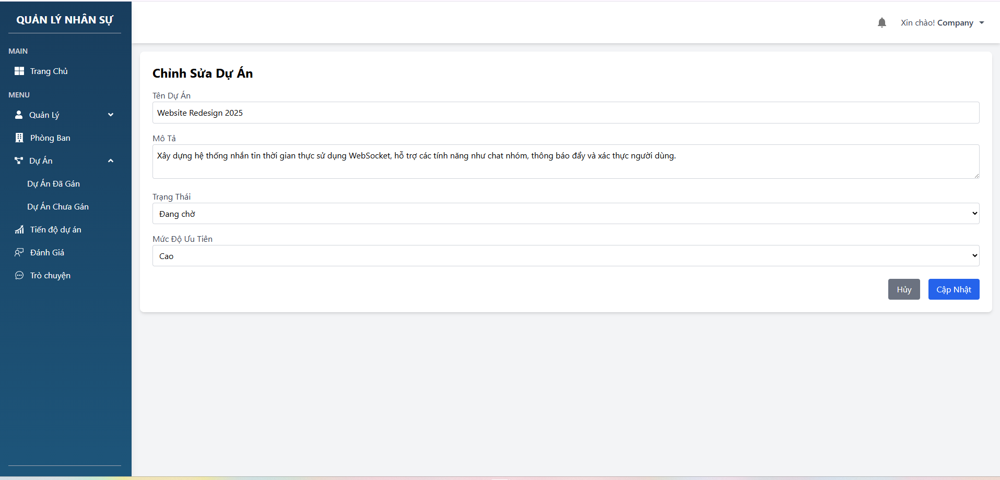 QUẢN LÝ NHÂN SỰ
MAIN
Trang Chủ
MENU
Quản Lý
Phòng Ban
Dự Án
Dự Án Đã Gán
Dự Án Chưa Gán
Tiến độ dự án
Đánh Giá
Trò chuyện
Xin chào! Company
Chỉnh Sửa Dự Án
Tên Dự Án
Website Redesign 2025
Mô Tả
Xây dựng hệ thống nhắn tin thời gian thực sử dụng WebSocket, hỗ trợ các tính năng như chat nhóm, thông báo đẩy và xác thực người dùng.
Trạng Thái
Đang chờ
Mức Độ Ưu Tiên
Cao
Hủy
Cập Nhật